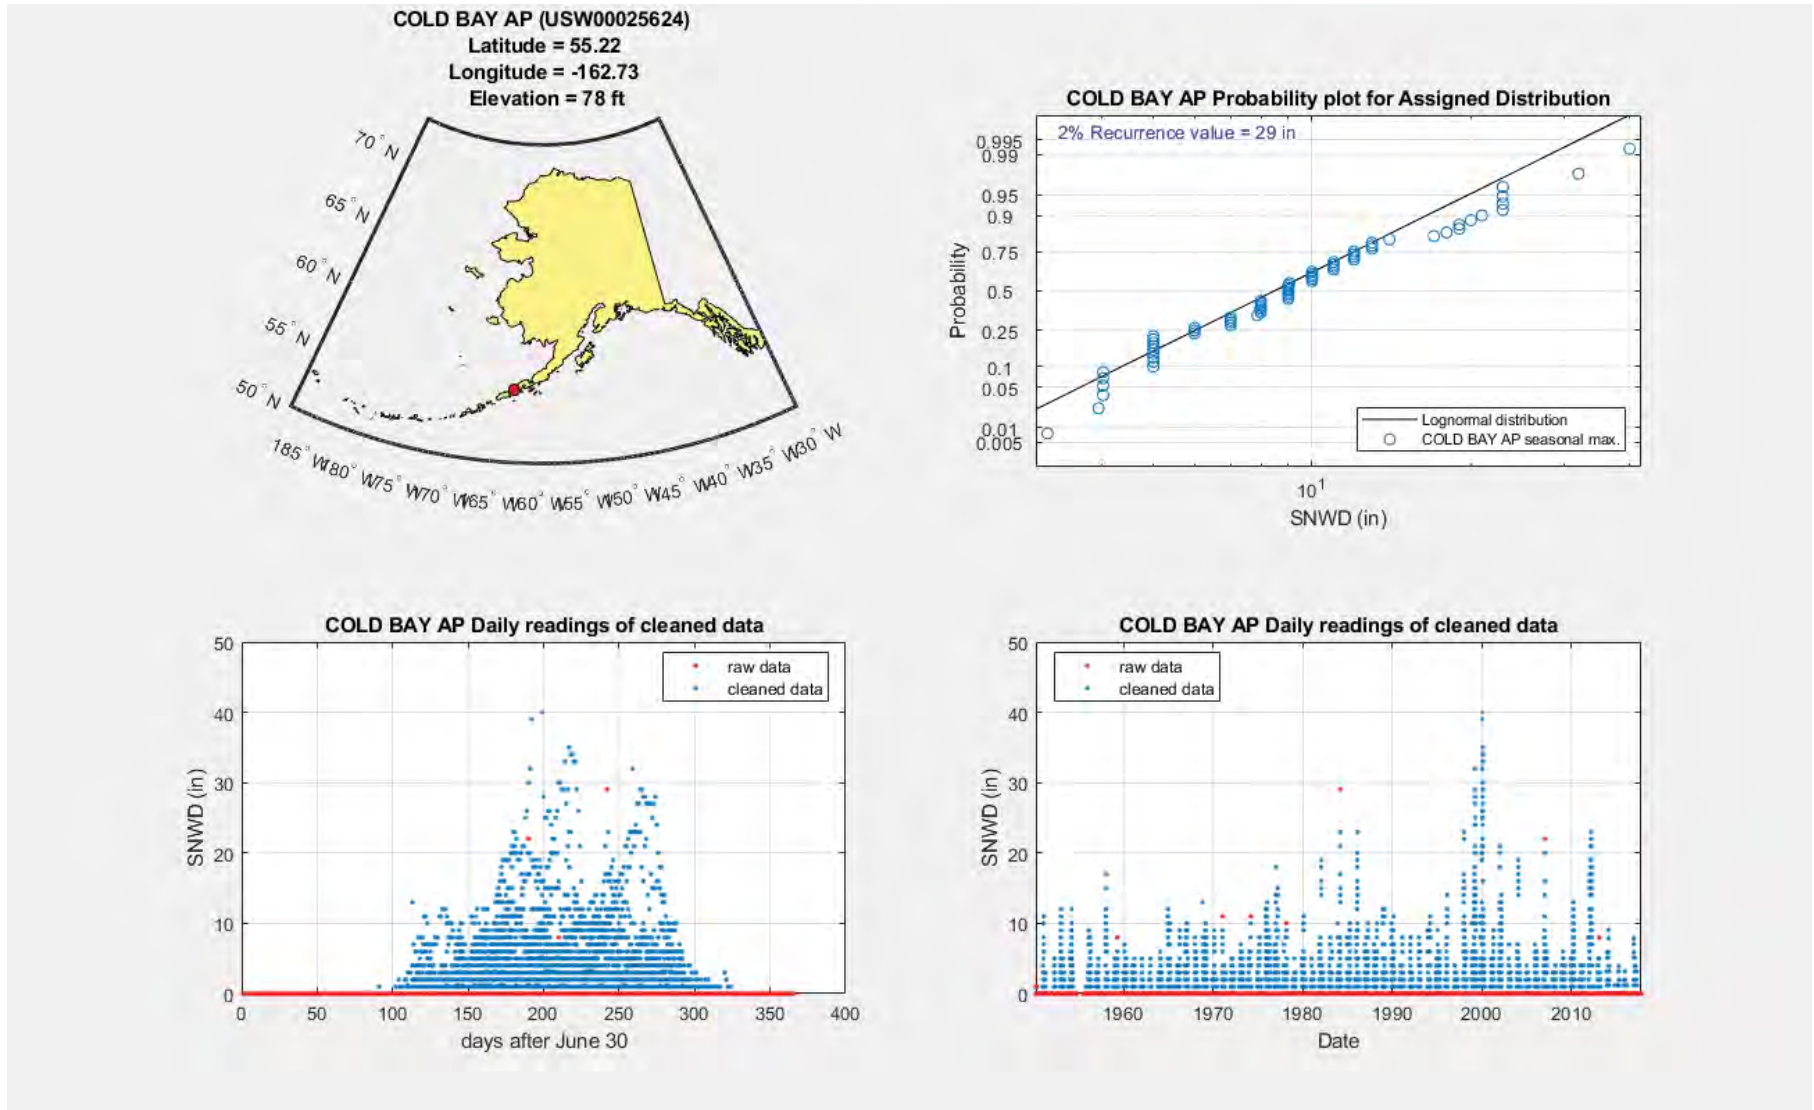 COLD BAY AP (USW00025624)
Latitude = 55.22
Longitude = -162.73
Elevation = 78 ft
70° N
65° N
60° N
55° N
50° N
185° W
180° W
175° W
170° W
165° W
160° W
155° W
150° W
145° W
140° W
135° W
130° W
COLD BAY AP Probability plot for Assigned Distribution
2% Recurrence value = 29 in
0.995
0.99
0.95
0.9
0.75
0.5
0.25
0.1
0.05
0.01
0.005
Probability
Lognormal distribution
COLD BAY AP seasonal max.
10¹
SNWD (in)
COLD BAY AP Daily readings of cleaned data
raw data
cleaned data
50
40
30
20
10
0
SNWD (in)
0 50 100 150 200 250 300 350 400
days after June 30
COLD BAY AP Daily readings of cleaned data
raw data
cleaned data
50
40
30
20
10
0
SNWD (in)
1960 1970 1980 1990 2000 2010
Date